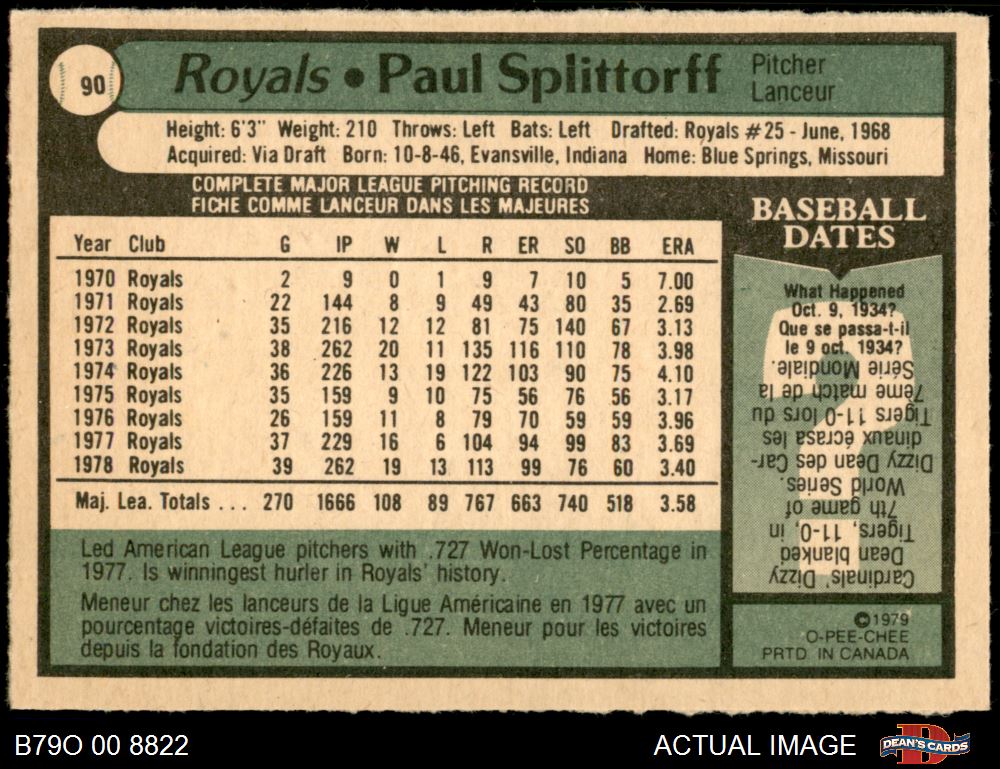 90
Royals • Paul Splittorff
Pitcher
Lanceur
Height: 6'3" Weight: 210 Throws: Left Bats: Left Drafted: Royals #25 - June, 1968
Acquired: Via Draft Born: 10-8-46, Evansville, Indiana Home: Blue Springs, Missouri
COMPLETE MAJOR LEAGUE PITCHING RECORD
FICHE COMME LANCEUR DANS LES MAJEURES
Year Club G IP W L R ER SO BB ERA
1970 Royals 2 9 0 1 9 7 10 5 7.00
1971 Royals 22 144 8 9 49 43 80 35 2.69
1972 Royals 35 216 12 12 81 75 140 67 3.13
1973 Royals 38 262 20 11 135 116 110 78 3.98
1974 Royals 36 226 13 19 122 103 90 75 4.10
1975 Royals 35 159 9 10 75 56 76 56 3.17
1976 Royals 26 159 11 8 79 70 59 59 3.96
1977 Royals 37 229 16 6 104 94 99 83 3.69
1978 Royals 39 262 19 13 113 99 76 60 3.40
Maj. Lea. Totals ... 270 1666 108 89 767 663 740 518 3.58
Led American League pitchers with .727 Won-Lost Percentage in
1977. Is winningest hurler in Royals' history.
Meneur chez les lanceurs de la Ligue Américaine en 1977 avec un
pourcentage victoires-défaites de .727. Meneur pour les victoires
depuis la fondation des Royaux.
BASEBALL
DATES
What Happened
Oct. 9, 1934?
Que se passa-t-il
le 9 oct. 1934?
Cardinals' Dizzy
Dean blanked
Tigers, 11-0, in
7th game of
World Series.
Dizzy Dean des Car-
dinaux écrasa les
Tigers 11-0 lors du
7ème match de la
Série Mondiale.
©1979
O-PEE-CHEE
PRTD IN CANADA
B79O 00 8822
ACTUAL IMAGE
DEAN'S CARDS